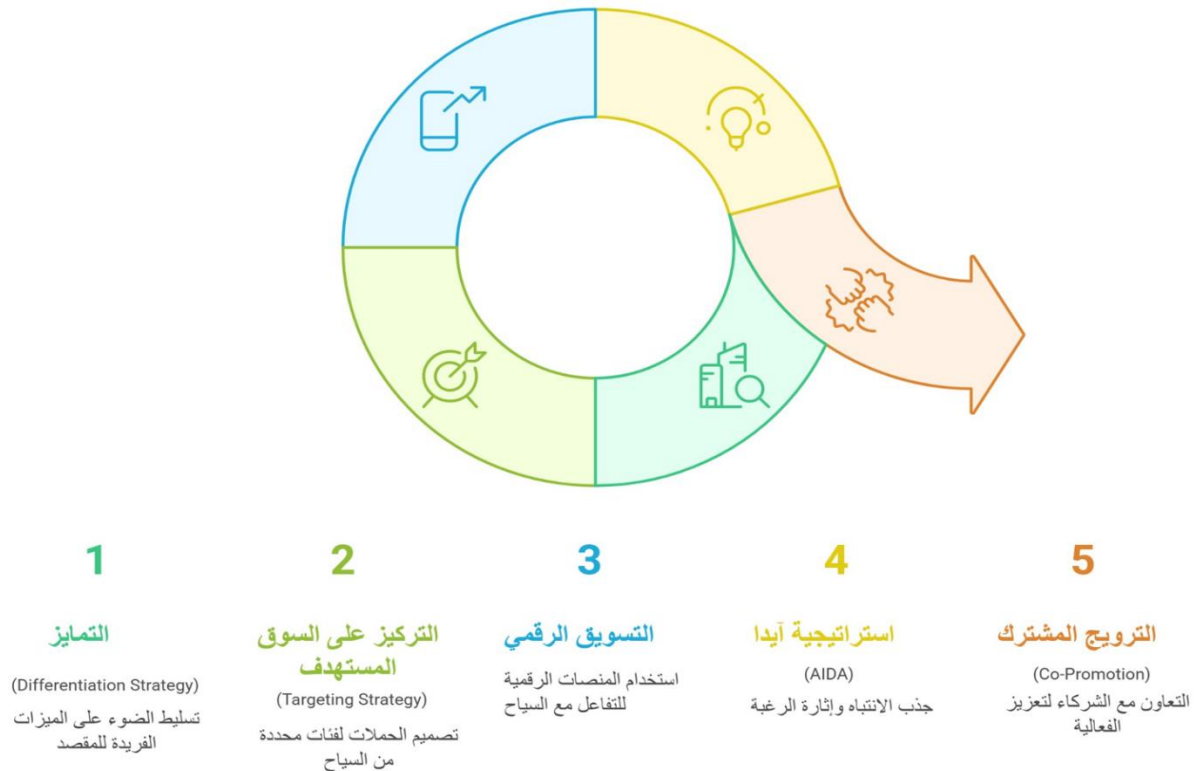 1
التمايز
(Differentiation Strategy)
تسليط الضوء على الميزات
الفريدة للمقصد
2
التركيز على السوق
المستهدف
(Targeting Strategy)
تصميم الحملات لفئات محددة
من السياح
3
التسويق الرقمي
استخدام المنصات الرقمية
للتفاعل مع السياح
4
استراتيجية آيدا
(AIDA)
جذب الانتباه وإثارة الرغبة
5
الترويج المشترك
(Co-Promotion)
التعاون مع الشركاء لتعزيز
الفعالية